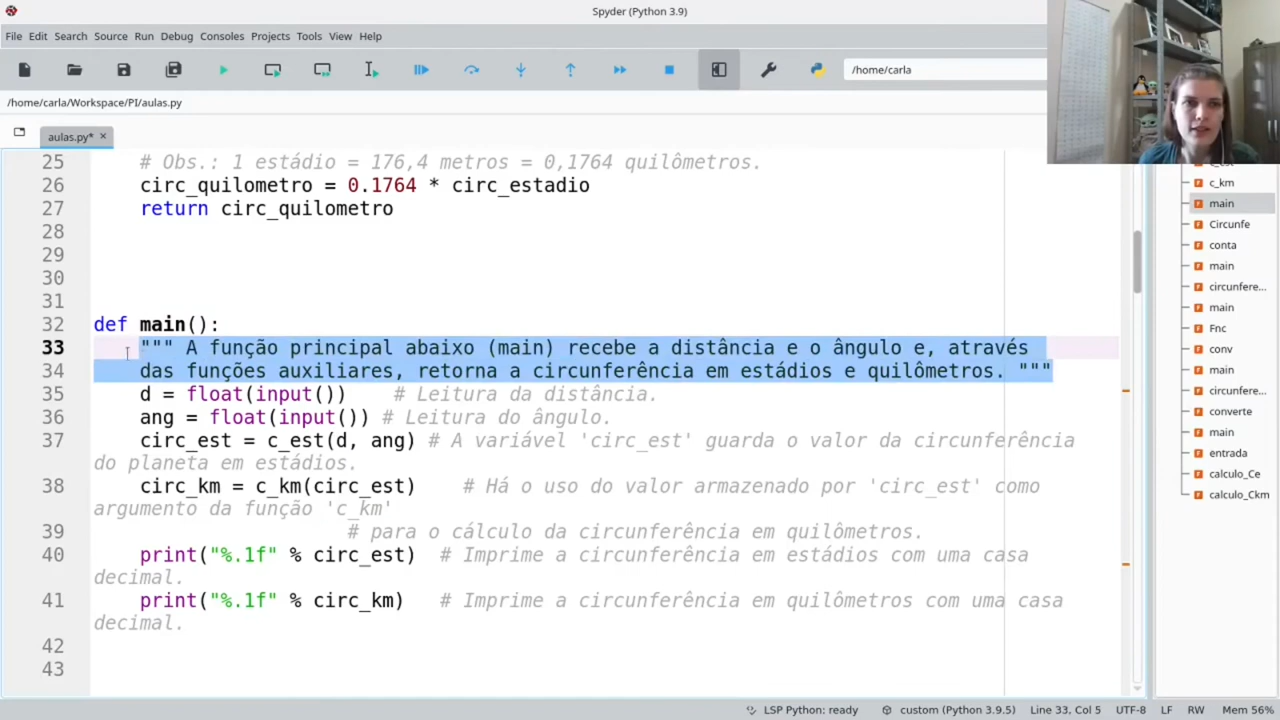 Spyder (Python 3.9)
File Edit Search Source Run Debug Consoles Projects Tools View Help
/home/carla
/home/carla/Workspace/PI/aulas.py
aulas.py*
25 # Obs.: 1 estádio = 176,4 metros = 0,1764 quilômetros.
26 circ_quilometro = 0.1764 * circ_estadio
27 return circ_quilometro
28
29
30
31
32 def main():
33 """ A função principal abaixo (main) recebe a distância e o ângulo e, através
34 das funções auxiliares, retorna a circunferência em estádios e quilômetros. """
35 d = float(input()) # Leitura da distância.
36 ang = float(input()) # Leitura do ângulo.
37 circ_est = c_est(d, ang) # A variável 'circ_est' guarda o valor da circunferência
do planeta em estádios.
38 circ_km = c_km(circ_est) # Há o uso do valor armazenado por 'circ_est' como
argumento da função 'c_km'
39 # para o cálculo da circunferência em quilômetros.
40 print("%.1f" % circ_est) # Imprime a circunferência em estádios com uma casa
decimal.
41 print("%.1f" % circ_km) # Imprime a circunferência em quilômetros com uma casa
decimal.
42
43
c_km
main
Circunfe
conta
main
circunfere...
main
Fnc
conv
main
circunfere...
converte
main
entrada
calculo_Ce
calculo_Ckm
LSP Python: ready custom (Python 3.9.5) Line 33, Col 5 UTF-8 LF RW Mem 56%